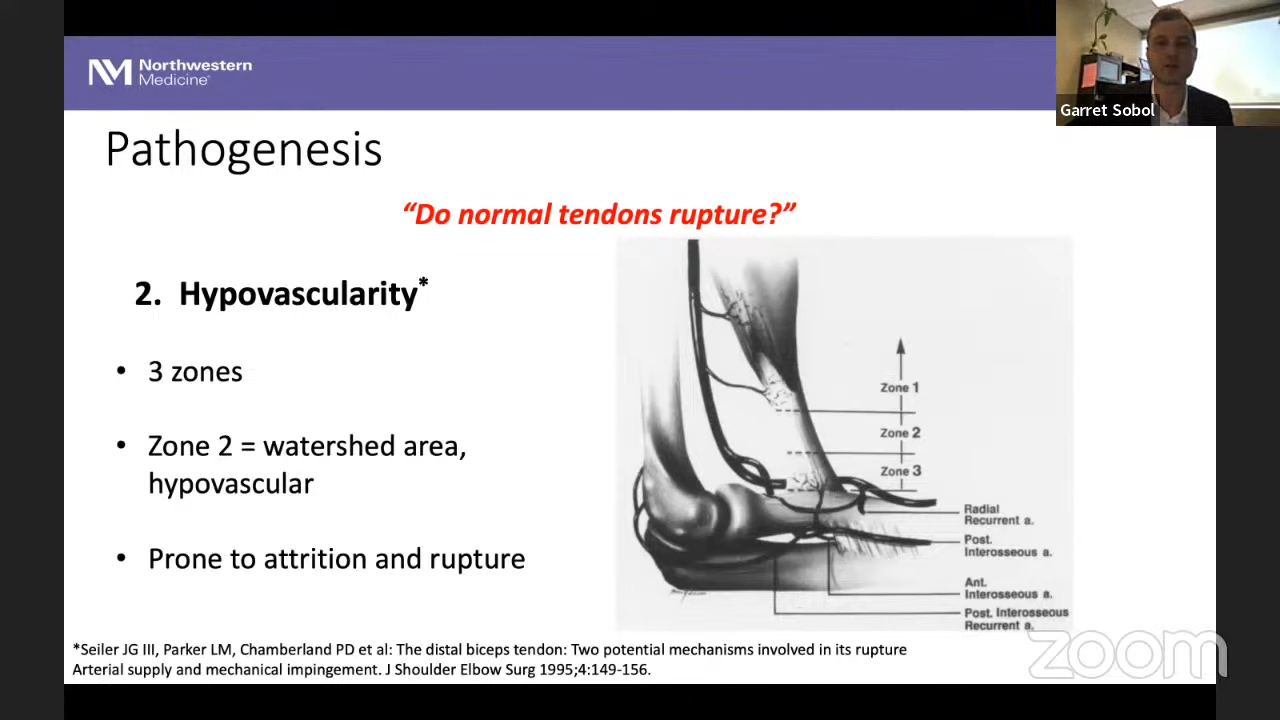 Northwestern
Medicine
Garret Sobol
Pathogenesis
“Do normal tendons rupture?”
2. Hypovascularity*
• 3 zones
• Zone 2 = watershed area,
hypovascular
• Prone to attrition and rupture
Zone 1
Zone 2
Zone 3
Radial
Recurrent a.
Post.
Interosseous a.
Ant.
Interosseous a.
Post. Interosseous
Recurrent a.
*Seiler JG III, Parker LM, Chamberland PD et al: The distal biceps tendon: Two potential mechanisms involved in its rupture
Arterial supply and mechanical impingement. J Shoulder Elbow Surg 1995;4:149-156.
zoom